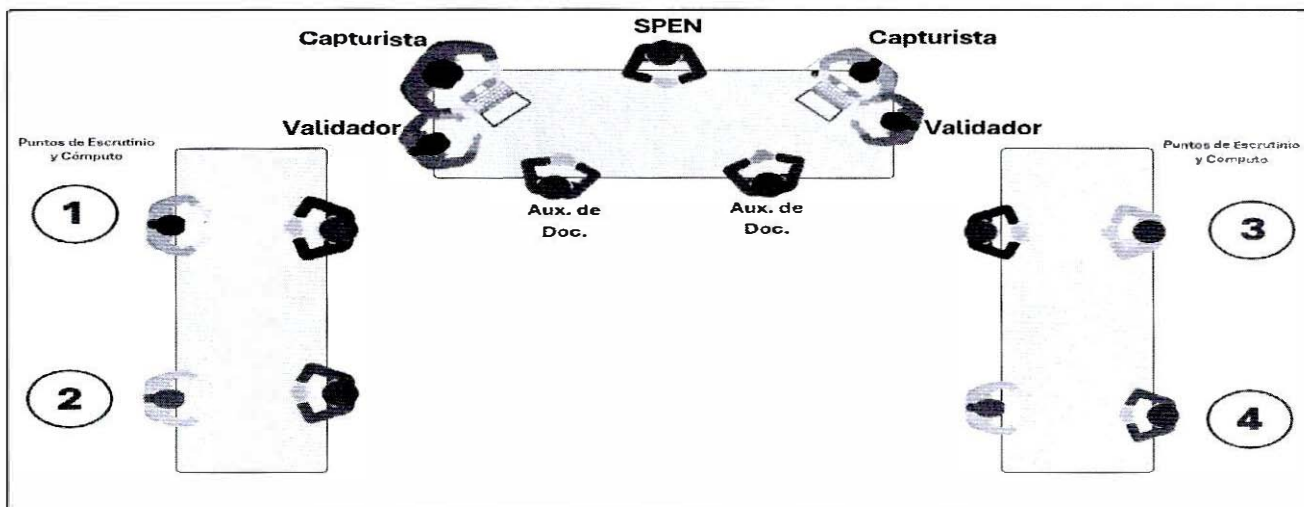 SPEN
Capturista
Capturista
Validador
Validador
Puntos de Escrutinio
y Cómputo
Puntos de Escrutinio
y Cómputo
1
Aux. de
Doc.
Aux. de
Doc.
3
2
4